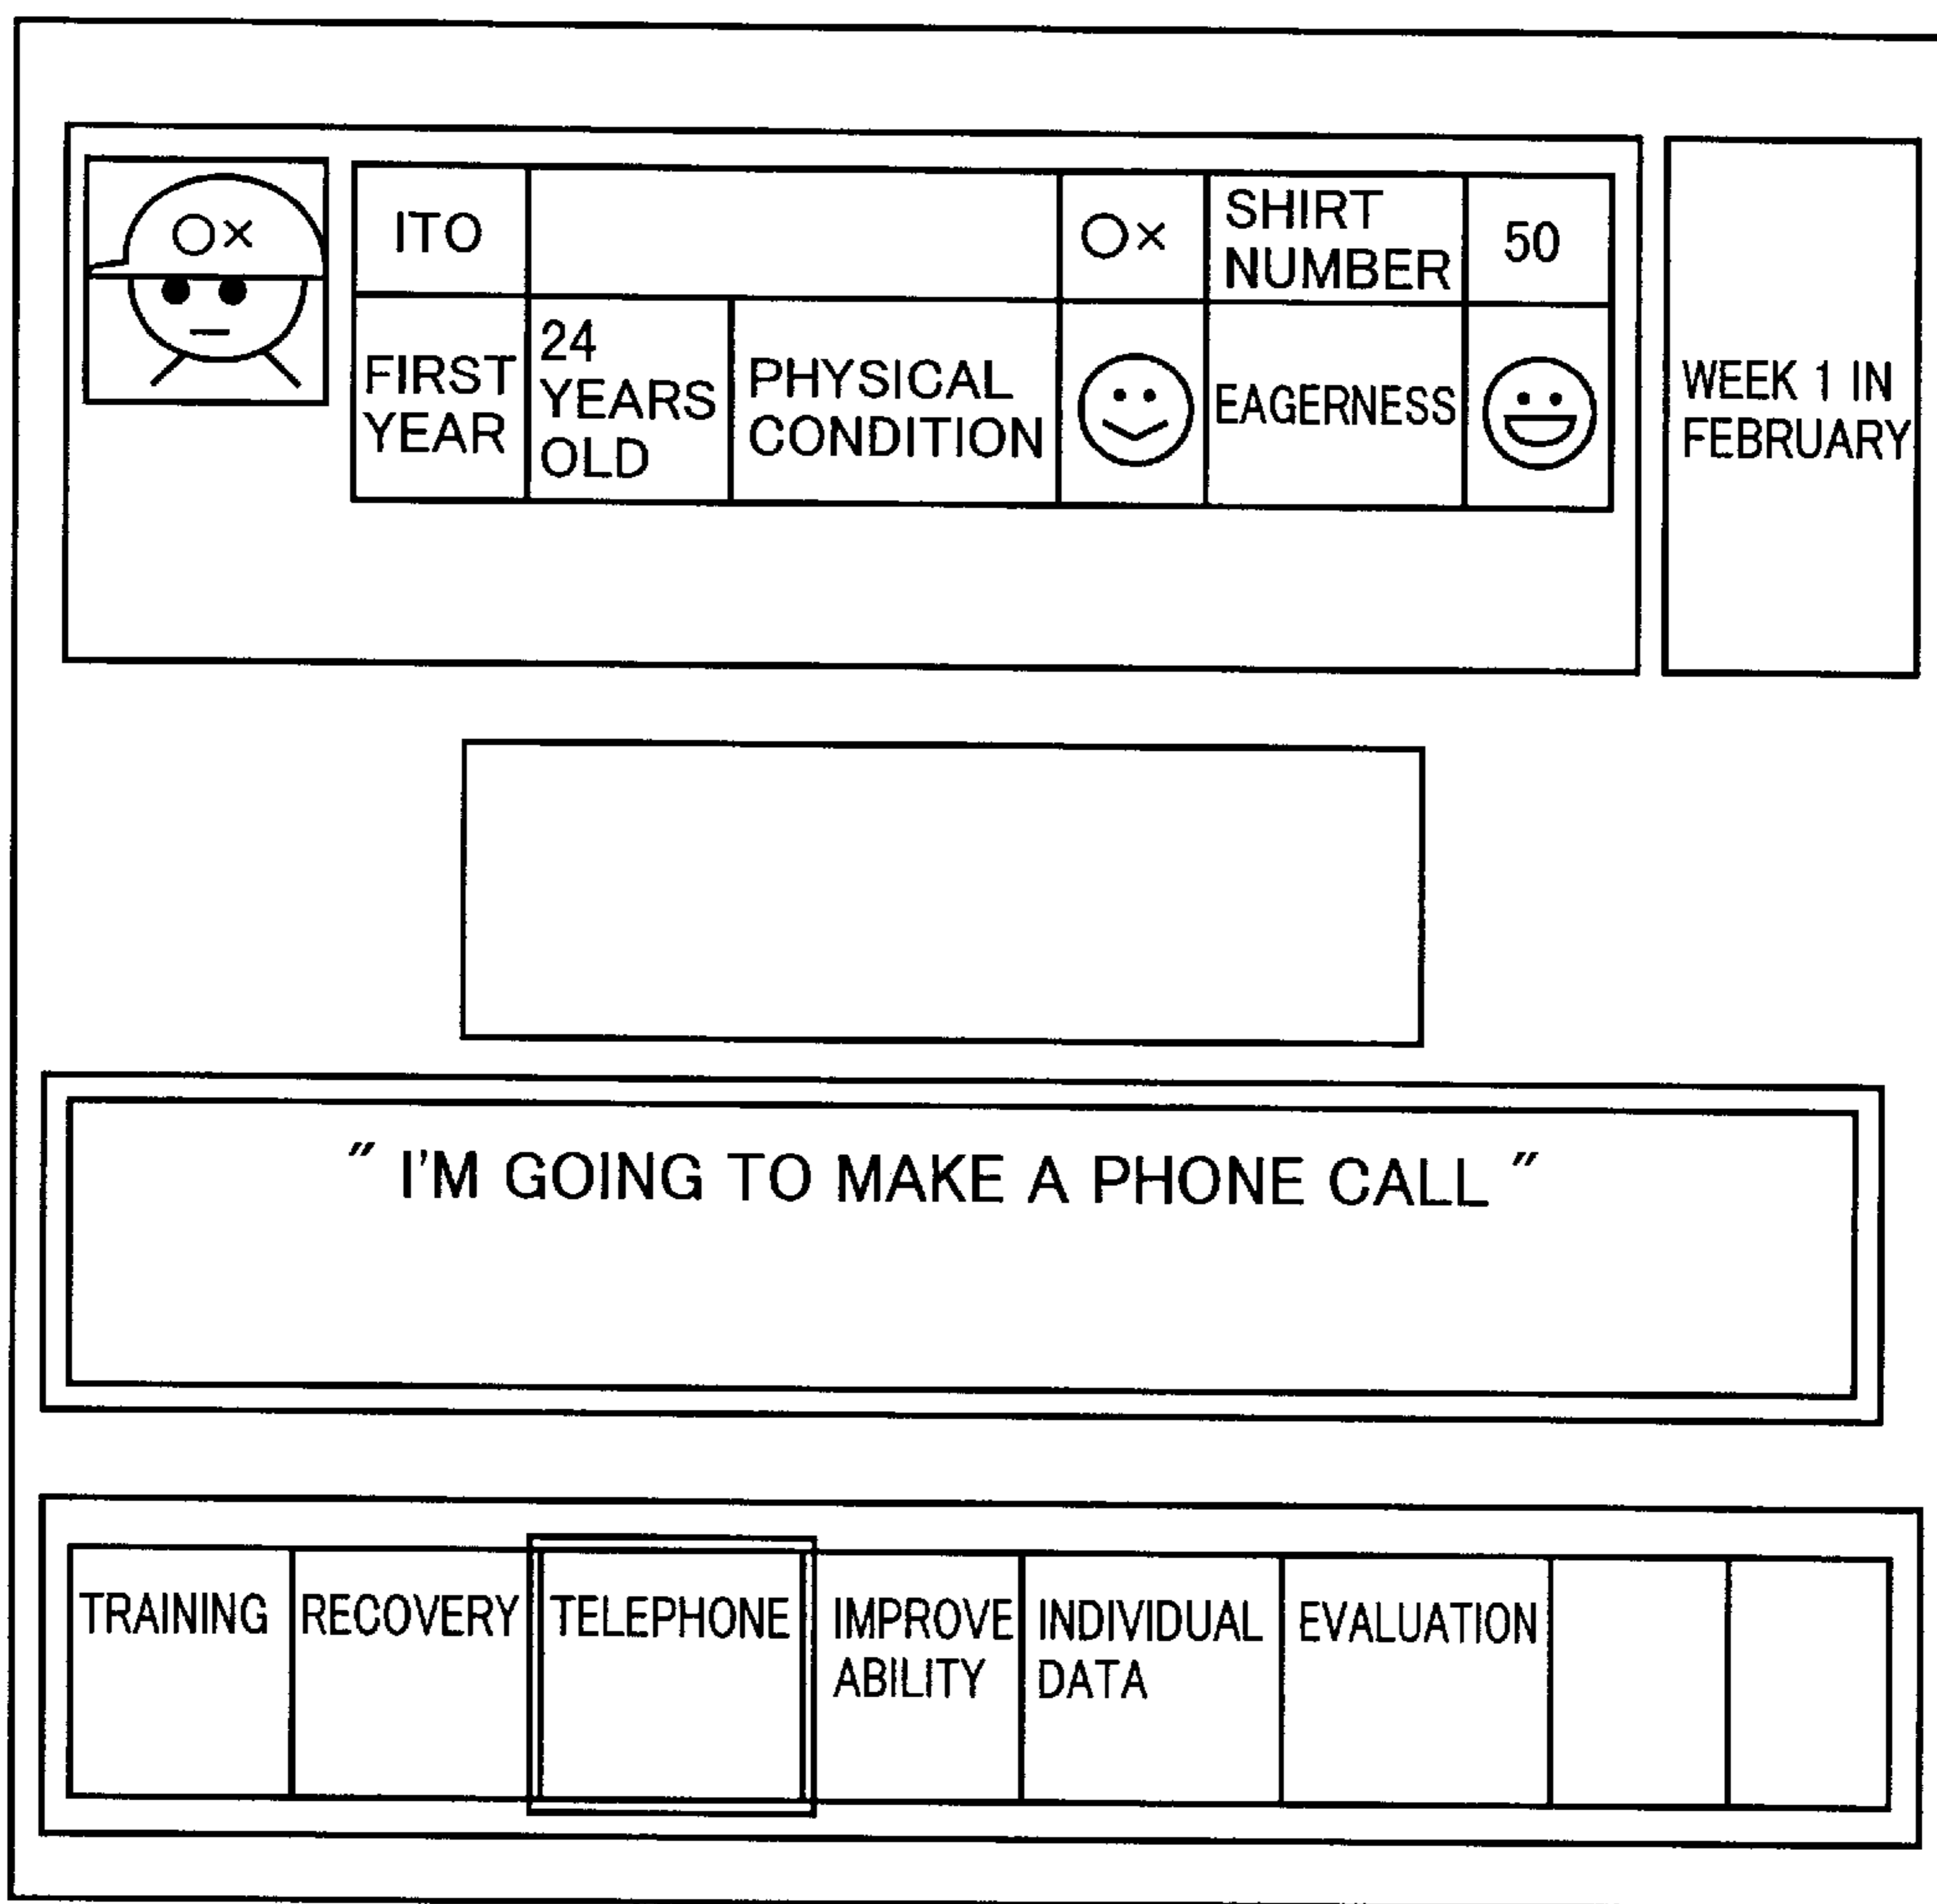 ○×
ITO
○×
SHIRT
NUMBER
50
FIRST
YEAR
24
YEARS
OLD
PHYSICAL
CONDITION
EAGERNESS
WEEK 1 IN
FEBRUARY
" I'M GOING TO MAKE A PHONE CALL "
TRAINING
RECOVERY
TELEPHONE
IMPROVE
ABILITY
INDIVIDUAL
DATA
EVALUATION